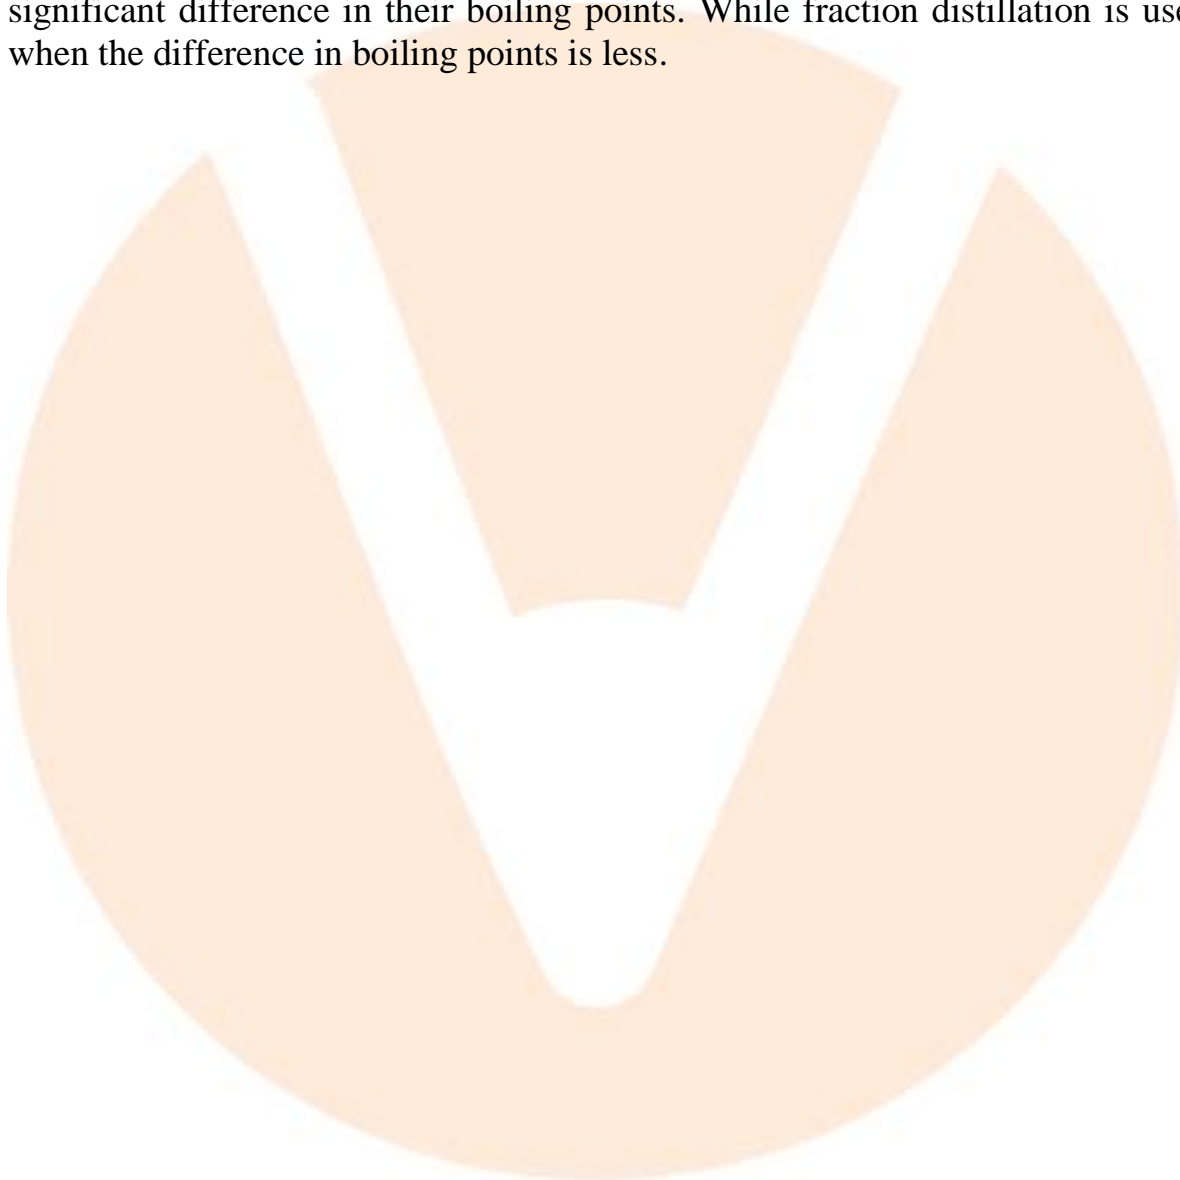 significant difference in their boiling points. While fraction distillation is use
when the difference in boiling points is less.